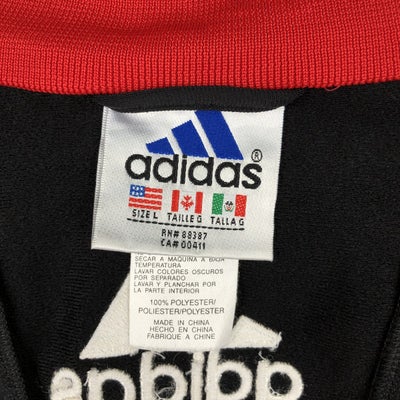 adidas®
SIZE L TAILLE G TALLA G
RN# 88387
CA# 00411
SECAR A MAQUINA A BAJA
TEMPERATURA
LAVAR COLORES OSCUROS
POR SEPARADO
LAVAR Y PLANCHAR POR
LA PARTE INTERIOR
100% POLYESTER/
POLIESTER/POLYESTER
MADE IN CHINA
HECHO EN CHINA
FABRIQUE A CHINE
adidas